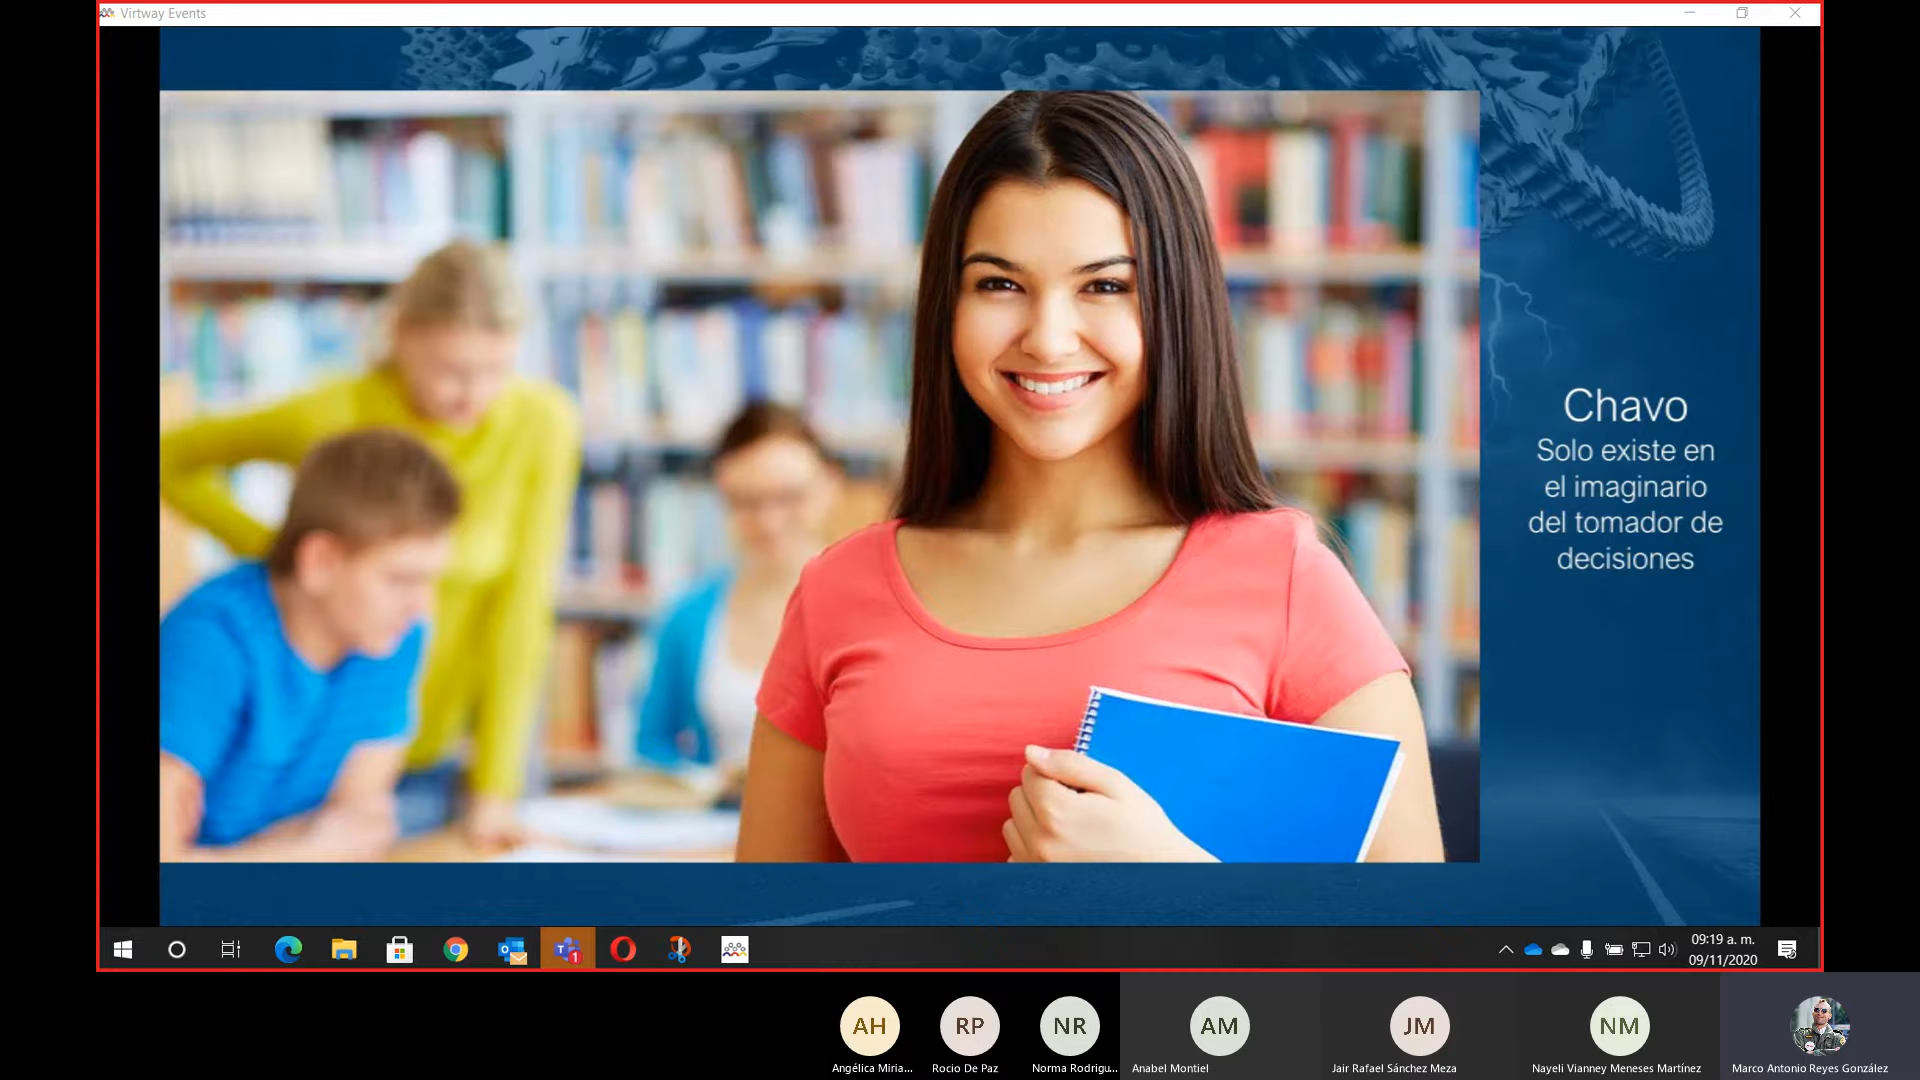 Virtway Events
Chavo
Solo existe en
el imaginario
del tomador de
decisiones
1
09:19 a. m.
09/11/2020
AH
RP
NR
AM
JM
NM
Angélica Miria...
Rocio De Paz
Norma Rodrigu...
Anabel Montiel
Jair Rafael Sánchez Meza
Nayeli Vianney Meneses Martínez
Marco Antonio Reyes González